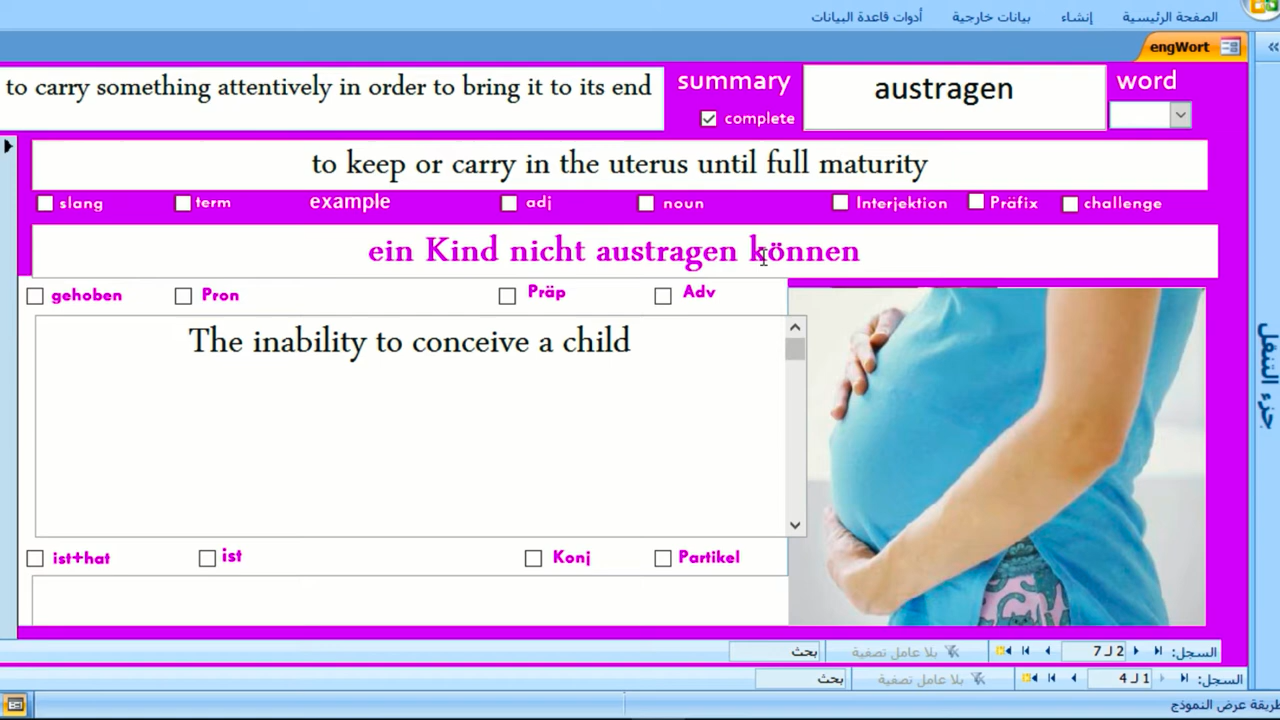 الصفحة الرئيسية
إنشاء
بيانات خارجية
أدوات قاعدة البيانات
engWort
to carry something attentively in order to bring it to its end
summary
complete
austragen
word
to keep or carry in the uterus until full maturity
slang
term
example
adj
noun
Interjektion
Präfix
challenge
ein Kind nicht austragen können
gehoben
Pron
Präp
Adv
The inability to conceive a child
ist+hat
ist
Konj
Partikel
جزء التنقل
السجل: 2 لـ 7
بلا عامل تصفية
بحث
السجل: 1 لـ 4
بلا عامل تصفية
بحث
طريقة عرض النموذج